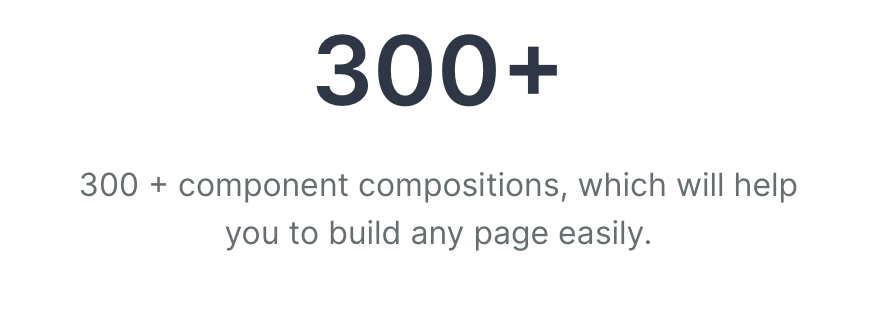 300+
300 + component compositions, which will help
you to build any page easily.